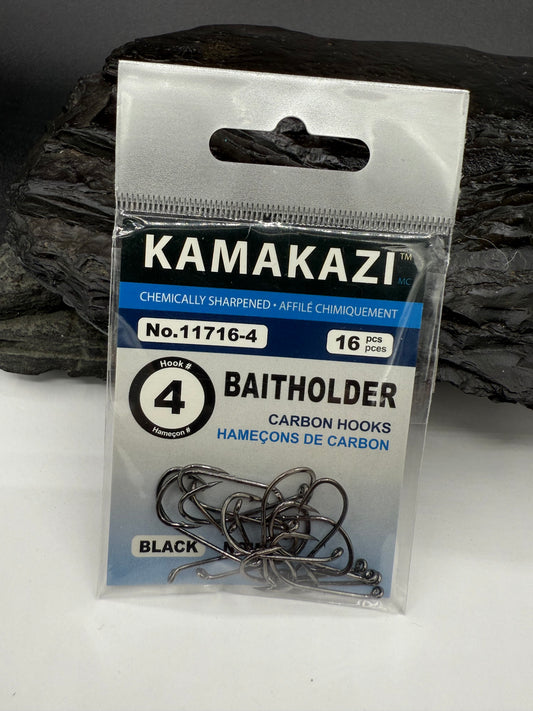 KAMAKAZI™
MC
CHEMICALLY SHARPENED • AFFILÉ CHIMIQUEMENT
No.11716-4
16 pcs
pces
Hook #
4
Hameçon #
BAITHOLDER
CARBON HOOKS
HAMEÇONS DE CARBON
BLACK